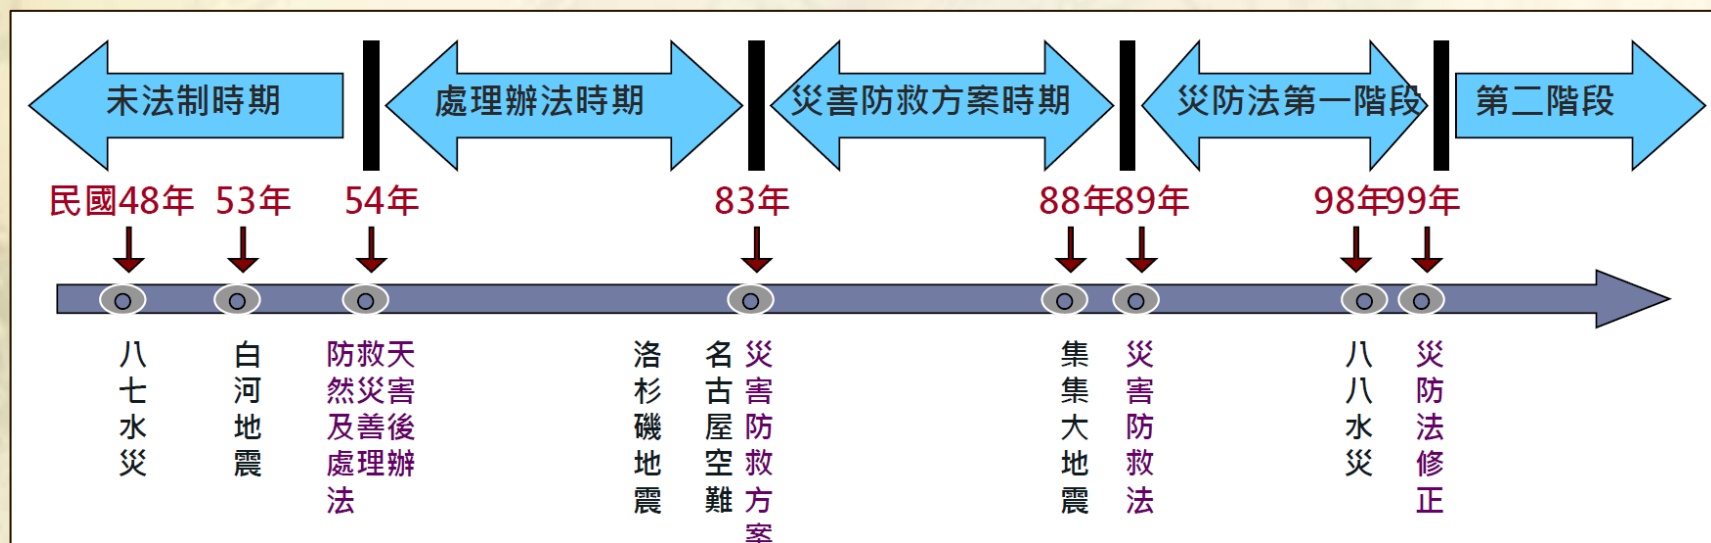 未法制時期
處理辦法時期
災害防救方案時期
災防法第一階段
第二階段
民國48年
53年
54年
83年
88年
89年
98年
99年
八七水災
白河地震
防救天
然災害
及善後
處理辦
法
洛杉磯地震
名古屋空難
災害防救方案
集集大地震
災害防救法
八八水災
災防法修正